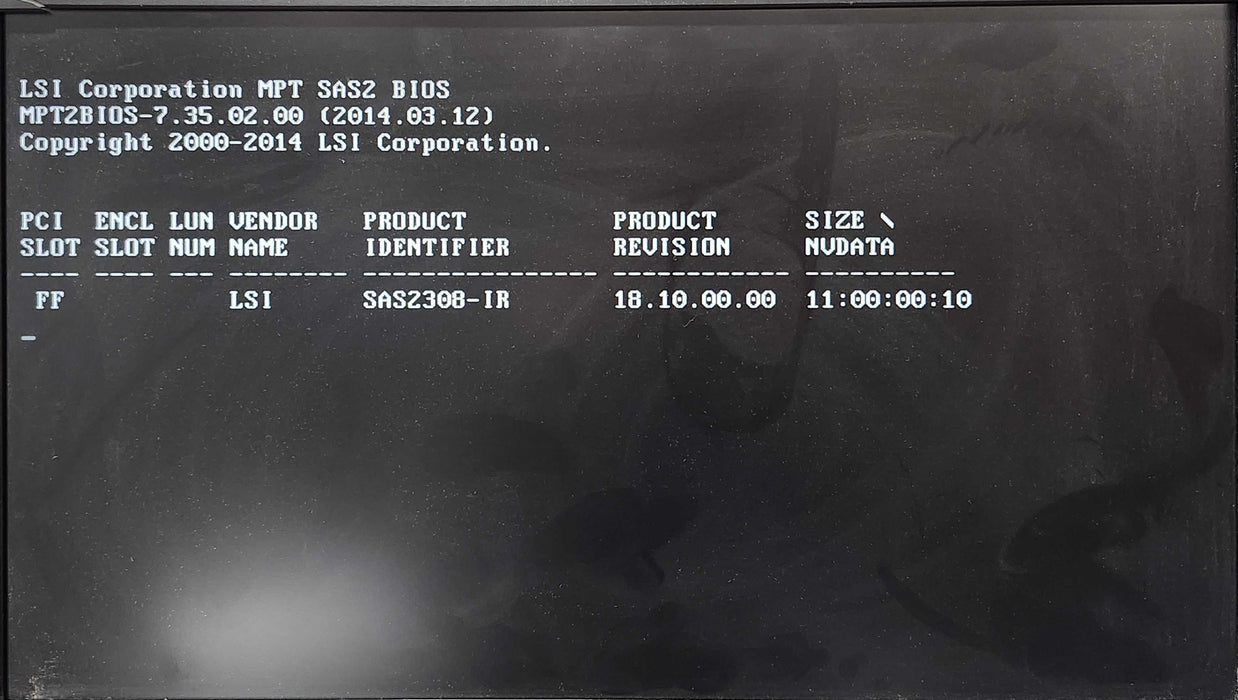 LSI Corporation MPT SAS2 BIOS
MPT2BIOS-7.35.02.00 (2014.03.12)
Copyright 2000-2014 LSI Corporation.
PCI ENCL LUN VENDOR PRODUCT PRODUCT SIZE \
SLOT SLOT NUM NAME IDENTIFIER REVISION NVDATA
---- ---- --- -------- ---------------- ------------ ----------
FF LSI SAS2308-IR 18.10.00.00 11:00:00:10
_